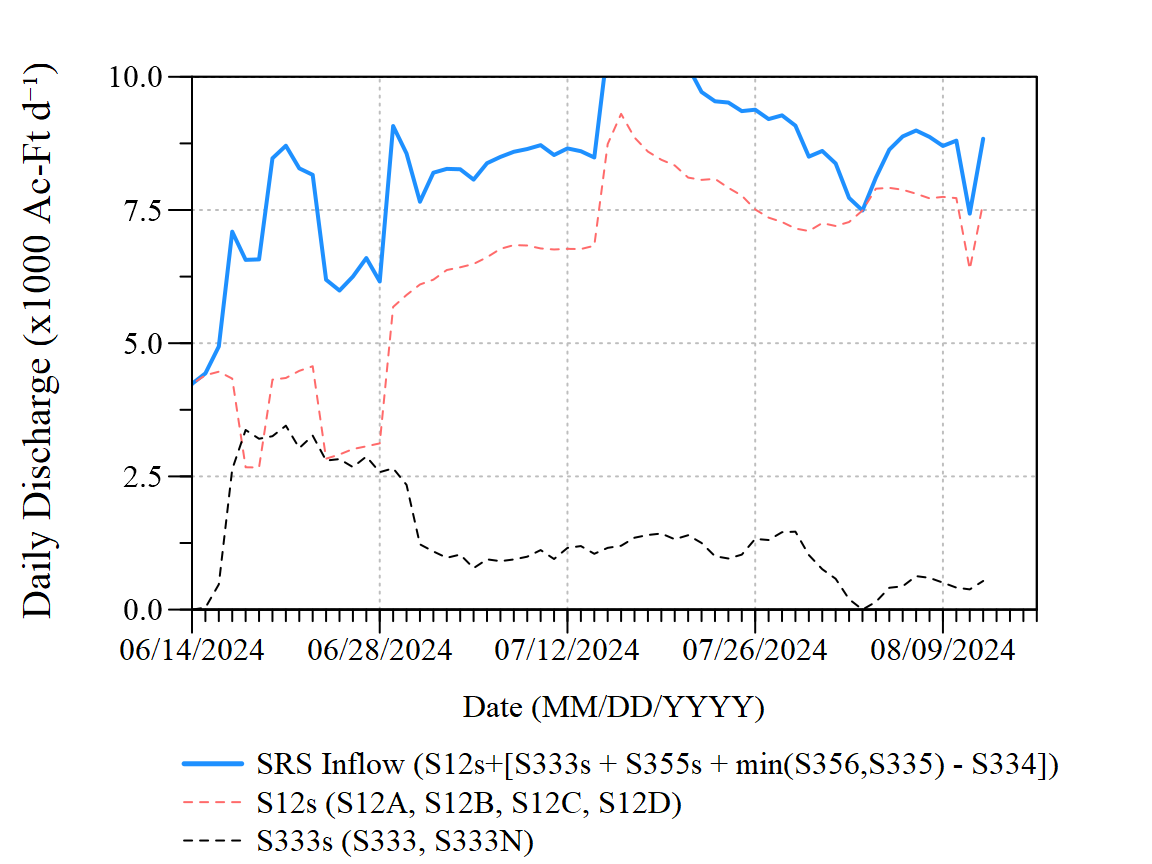 Daily Discharge (x1000 Ac-Ft d⁻¹)
10.0
7.5
5.0
2.5
0.0
06/14/2024 06/28/2024 07/12/2024 07/26/2024 08/09/2024
Date (MM/DD/YYYY)
SRS Inflow (S12s+[S333s + S355s + min(S356,S335) - S334])
S12s (S12A, S12B, S12C, S12D)
S333s (S333, S333N)